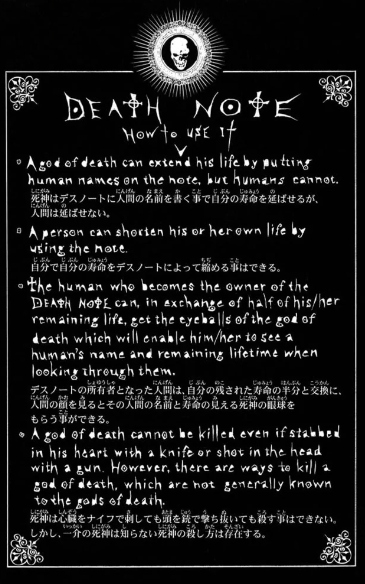 DEATH NOTE
How to use It
A god of death can extend his life by putting
human names on the note, but humans cannot.
死神はデスノートに人間の名前を書く事で自分の寿命を延ばせるが、
人間は延ばせない。
A person can shorten his or her own life by
using the note.
自分で自分の寿命をデスノートによって縮める事はできる。
The human who becomes the owner of the
DEATH NOTE can, in exchange of half of his/her
remaining life, get the eyeballs of the god of
death which will enable him/her to see a
human's name and remaining lifetime when
looking through them.
デスノートの所有者となった人間は、自分の残された寿命の半分と交換に、
人間の顔を見るとその人間の名前と寿命の見える死神の眼球を
もらう事ができる。
A god of death cannot be killed even if stabbed
in his heart with a knife or shot in the head
with a gun. However, there are ways to kill a
god of death, which are not generally known
to the gods of death.
死神は心臓をナイフで刺しても頭を銃で撃ち抜いても殺す事はできない。
しかし、一介の死神は知らない死神の殺し方は存在する。